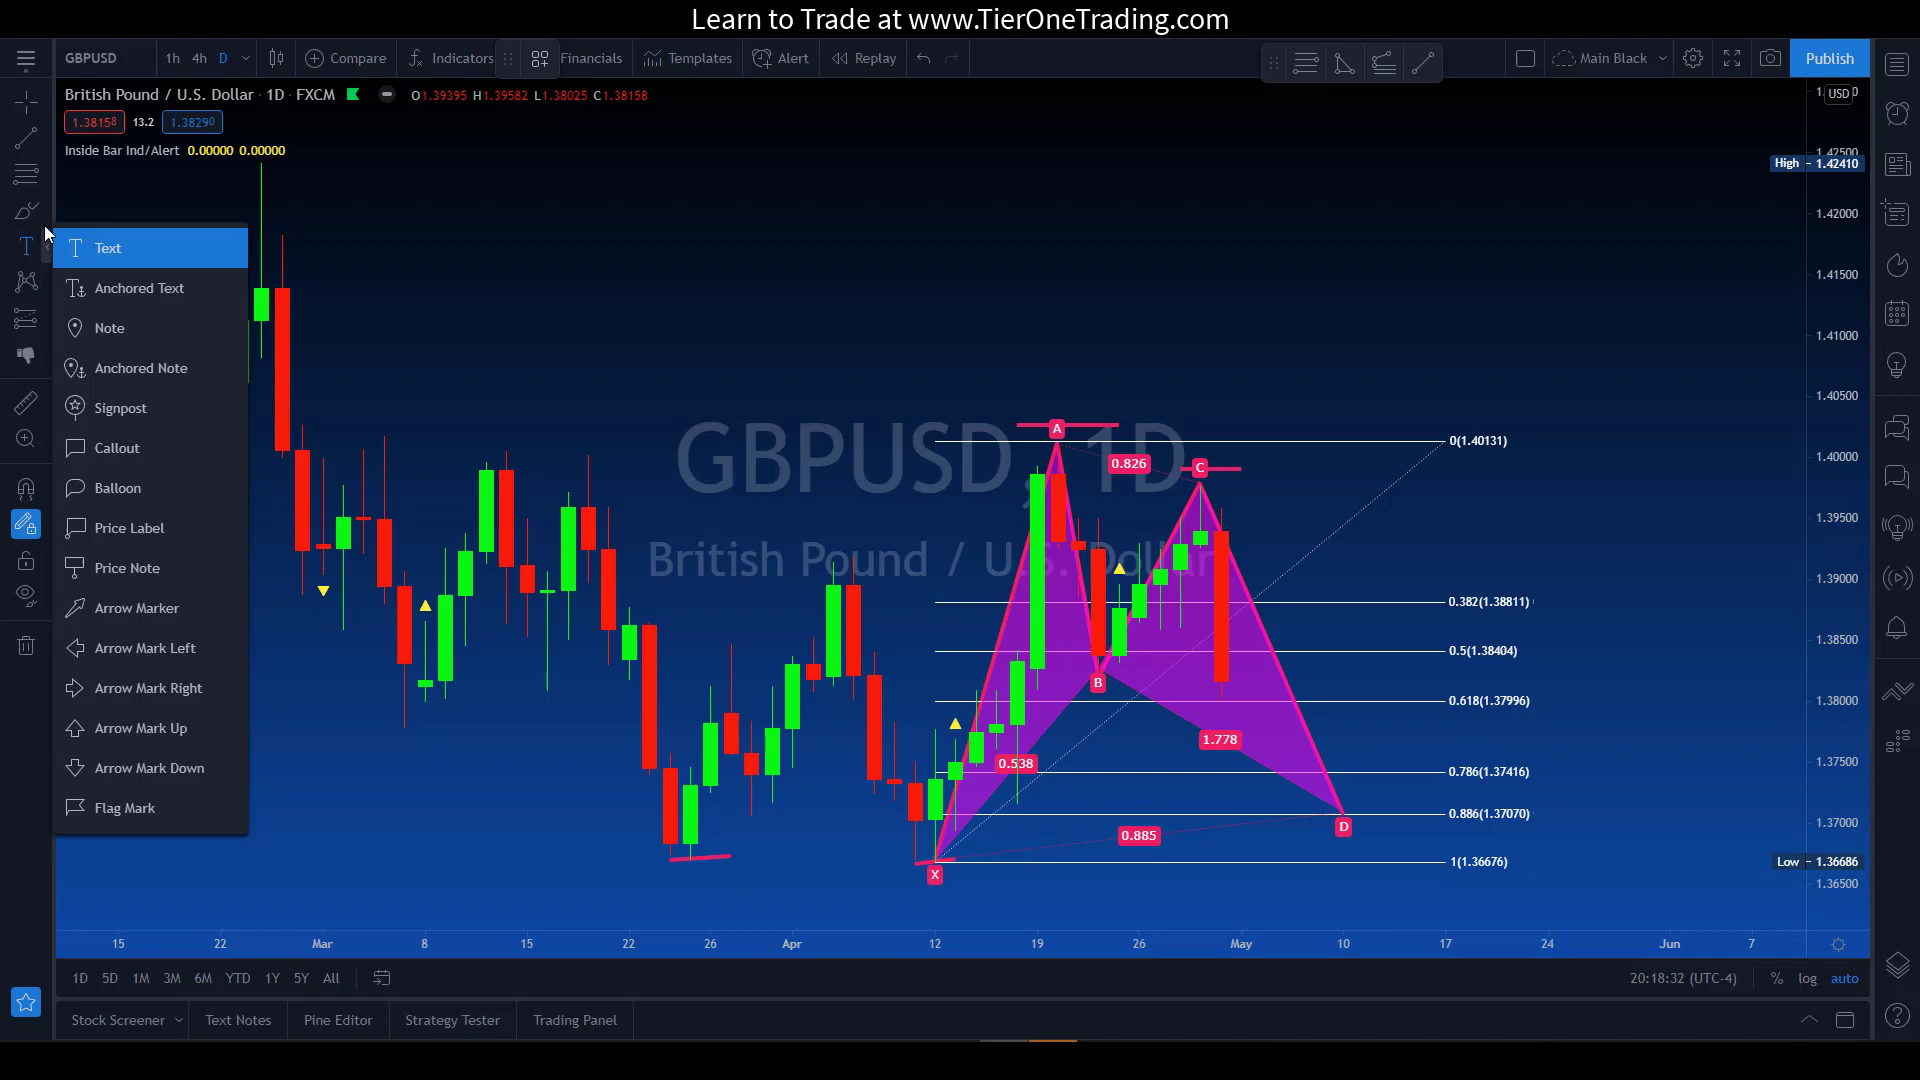 Learn to Trade at www.TierOneTrading.com
GBPUSD 1h 4h D Compare Indicators Financials Templates Alert Replay Main Black Publish
British Pound / U.S. Dollar · 1D · FXCM O1.39395 H1.39582 L1.38025 C1.38158
USD
1.38158 13.2 1.38290
Inside Bar Ind/Alert 0.00000 0.00000
1.42500
High 1.42410
1.42000
1.41500
1.41000
1.40500
1.40000
1.39500
1.39000
1.38500
1.38000
1.37500
1.37000
Low 1.36686
1.36500
T Text
Anchored Text
Note
Anchored Note
Signpost
Callout
Balloon
Price Label
Price Note
Arrow Marker
Arrow Mark Left
Arrow Mark Right
Arrow Mark Up
Arrow Mark Down
Flag Mark
GBPUSD, 1D
British Pound / U.S. Dollar
A
0.826
C
B
1.778
0.538
0.885
D
X
0(1.40131)
0.382(1.38811)
0.5(1.38404)
0.618(1.37996)
0.786(1.37416)
0.886(1.37070)
1(1.36676)
15 22 Mar 8 15 22 26 Apr 12 19 26 May 10 17 24 Jun 7
1D 5D 1M 3M 6M YTD 1Y 5Y All 20:18:32 (UTC-4) % log auto
Stock Screener Text Notes Pine Editor Strategy Tester Trading Panel